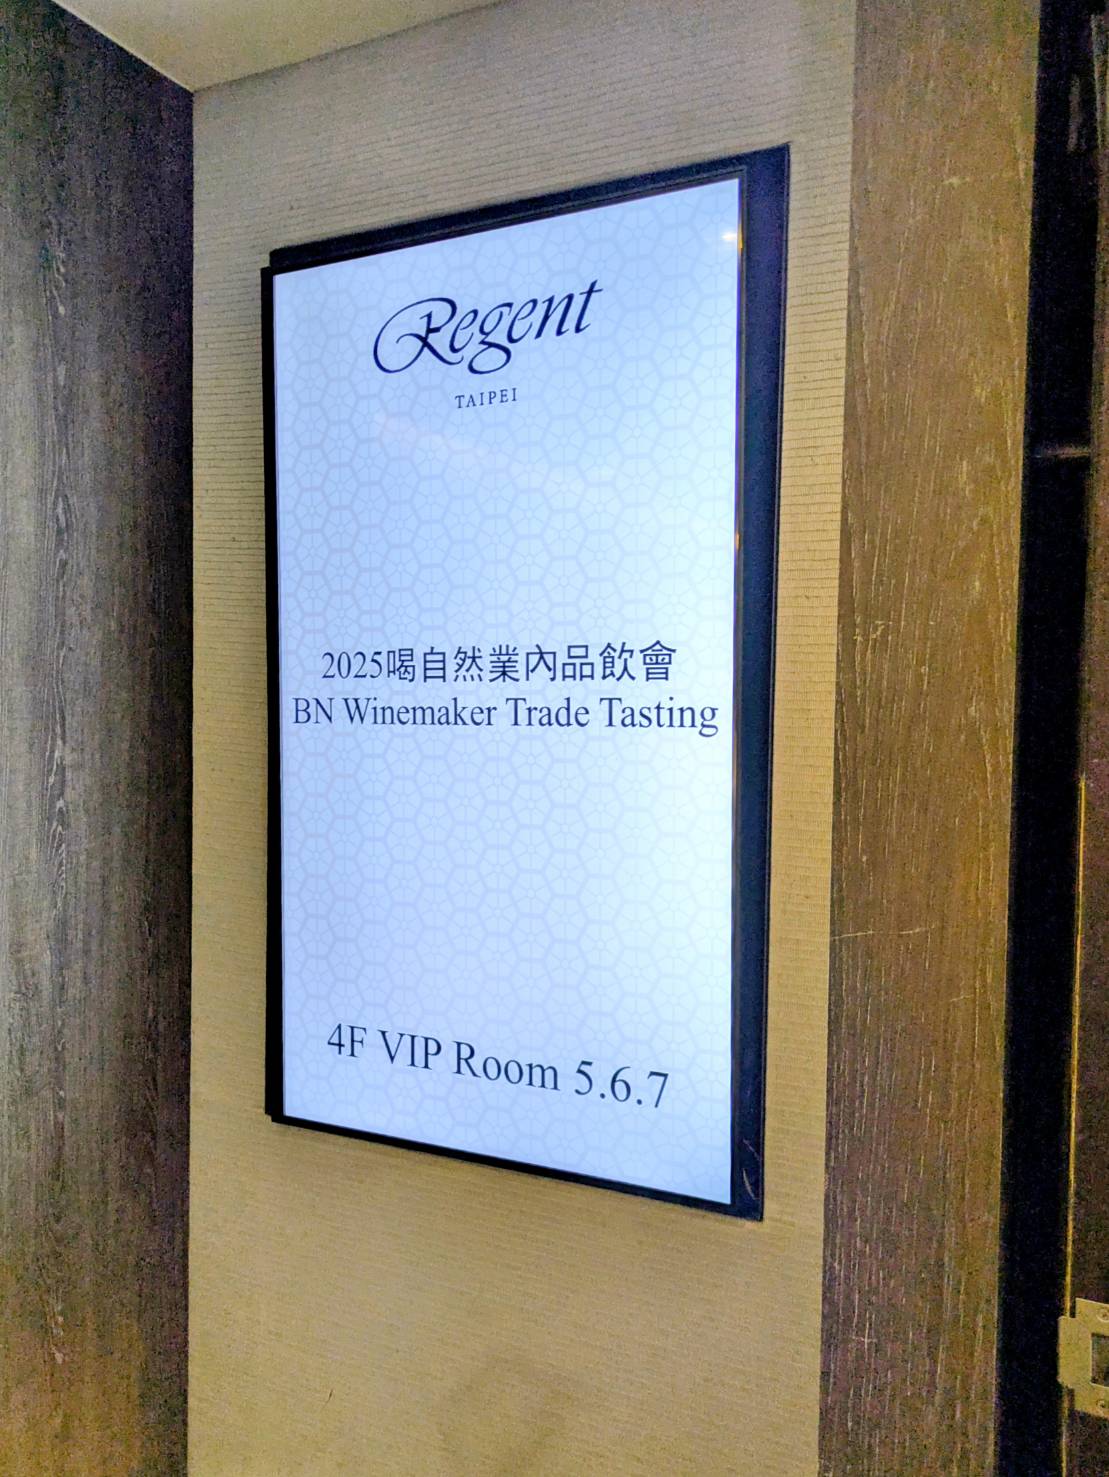 Regent
TAIPEI
2025喝自然業內品飲會
BN Winemaker Trade Tasting
4F VIP Room 5.6.7